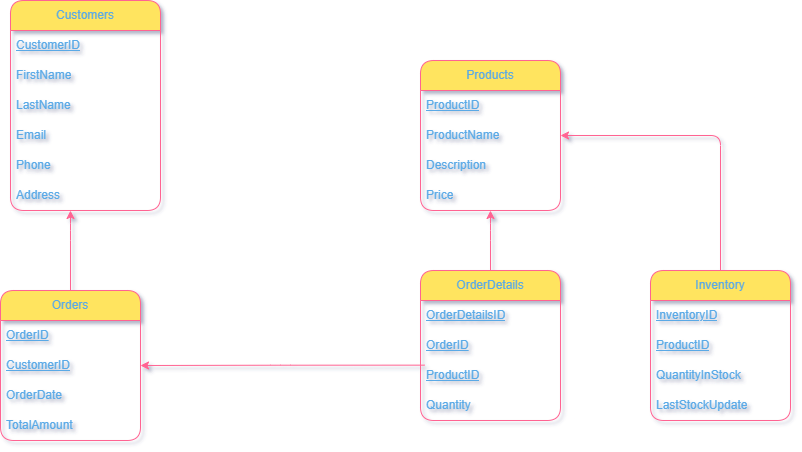 Customers
CustomerID
FirstName
LastName
Email
Phone
Address
Products
ProductID
ProductName
Description
Price
Orders
OrderID
CustomerID
OrderDate
TotalAmount
OrderDetails
OrderDetailsID
OrderID
ProductID
Quantity
Inventory
InventoryID
ProductID
QuantityInStock
LastStockUpdate